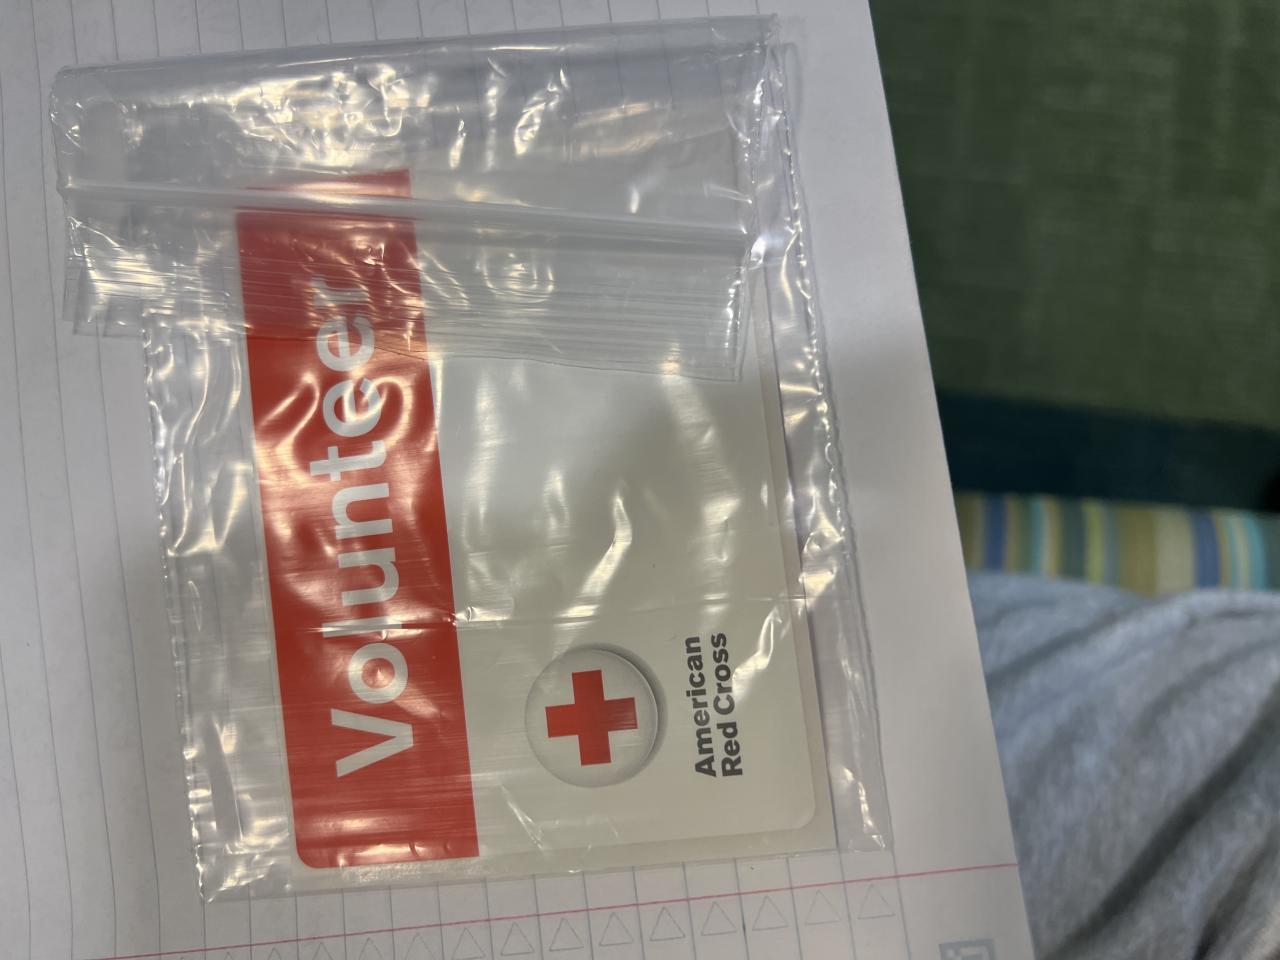 Volunteer
American
Red Cross